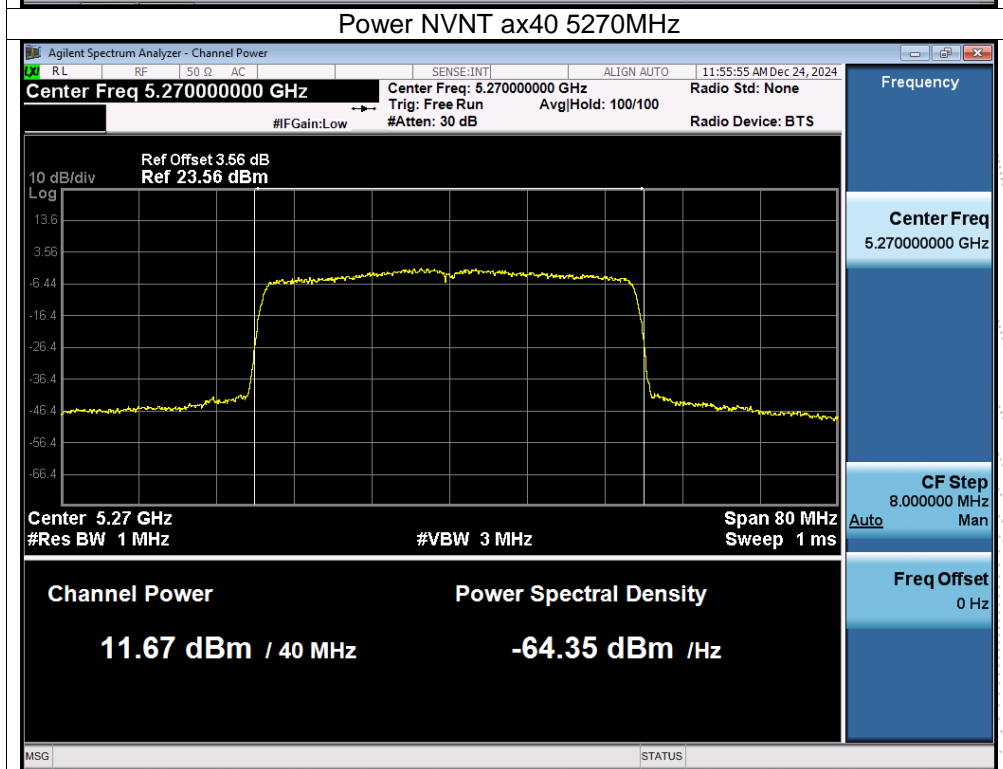 Power NVNT ax40 5270MHz
Agilent Spectrum Analyzer - Channel Power
LXI RL RF 50 Ω AC SENSE:INT ALIGN AUTO 11:55:55 AM Dec 24, 2024
Center Freq 5.270000000 GHz
Center Freq: 5.270000000 GHz
Radio Std: None
Trig: Free Run Avg|Hold: 100/100
#IFGain:Low
#Atten: 30 dB
Radio Device: BTS
Frequency
Ref Offset 3.56 dB
10 dB/div Ref 23.56 dBm
Log
13.6
3.56
-6.44
-16.4
-26.4
-36.4
-46.4
-56.4
-66.4
Center Freq
5.270000000 GHz
CF Step
8.000000 MHz
Auto Man
Freq Offset
0 Hz
Center 5.27 GHz Span 80 MHz
#Res BW 1 MHz #VBW 3 MHz Sweep 1 ms
Channel Power Power Spectral Density
11.67 dBm / 40 MHz -64.35 dBm /Hz
MSG STATUS